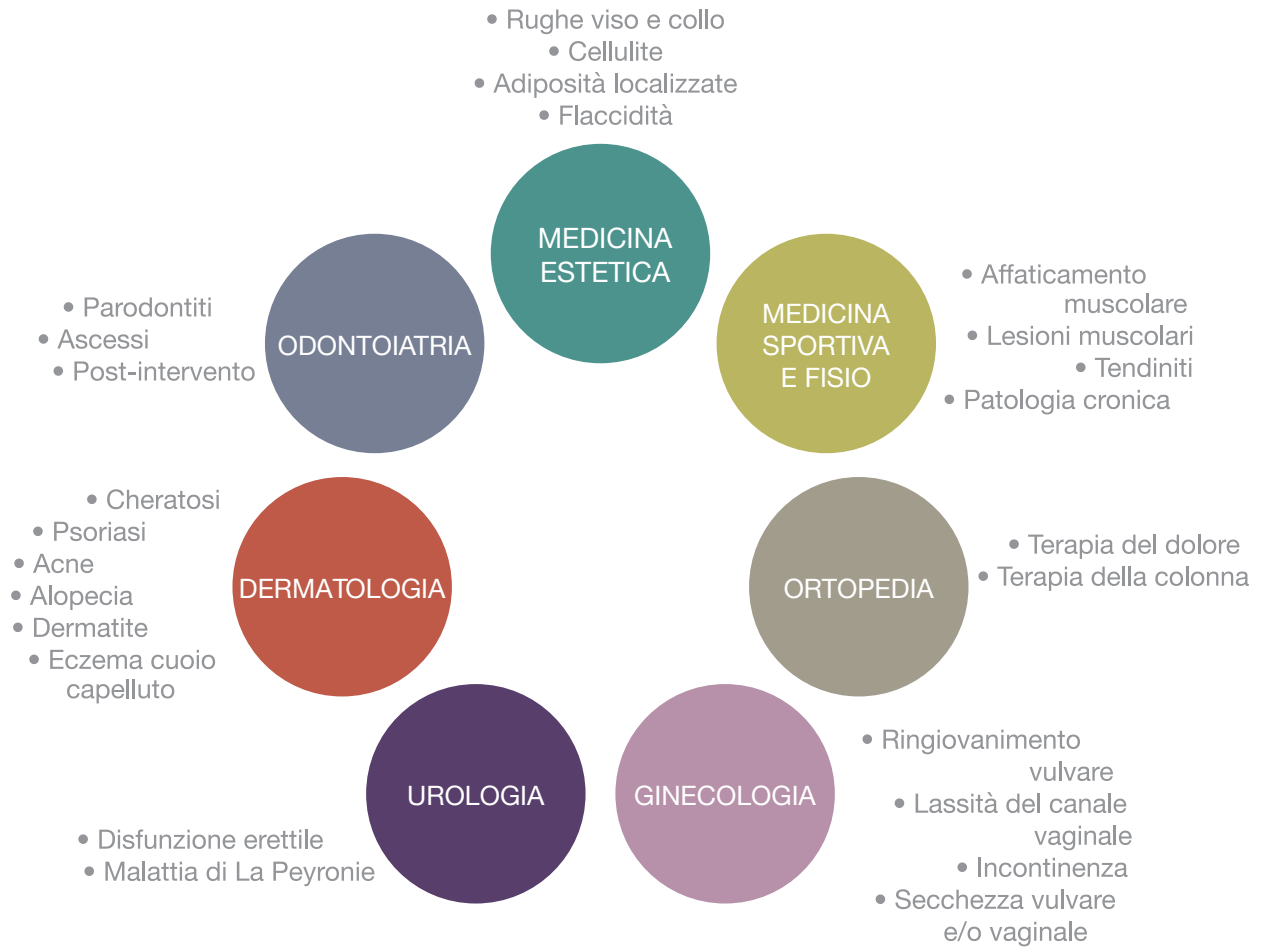 • Rughe viso e collo
• Cellulite
• Adiposità localizzate
• Flaccidità
MEDICINA
ESTETICA
MEDICINA
SPORTIVA
E FISIO
• Affaticamento
muscolare
• Lesioni muscolari
• Tendiniti
• Patologia cronica
ORTOPEDIA
• Terapia del dolore
• Terapia della colonna
GINECOLOGIA
• Ringiovanimento
vulvare
• Lassità del canale
vaginale
• Incontinenza
• Secchezza vulvare
e/o vaginale
UROLOGIA
• Disfunzione erettile
• Malattia di La Peyronie
DERMATOLOGIA
• Cheratosi
• Psoriasi
• Acne
• Alopecia
• Dermatite
• Eczema cuoio
capelluto
ODONTOIATRIA
• Parodontiti
• Ascessi
• Post-intervento